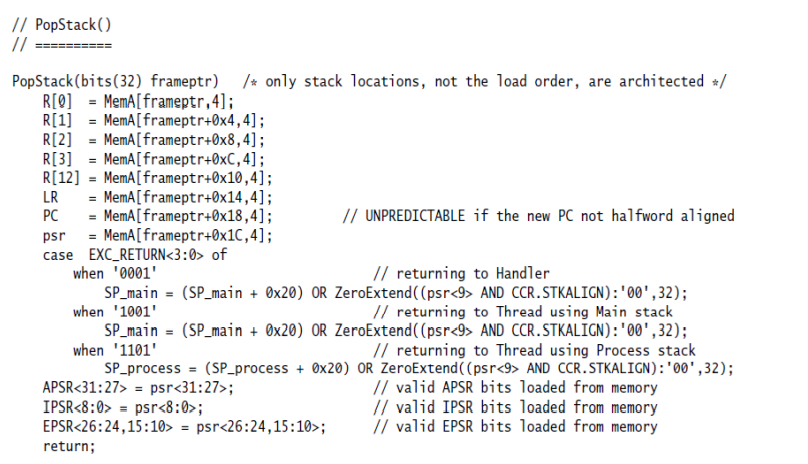 // PopStack()
// ==========
PopStack(bits(32) frameptr) /* only stack locations, not the load order, are architected */
R[0] = MemA[frameptr,4];
R[1] = MemA[frameptr+0x4,4];
R[2] = MemA[frameptr+0x8,4];
R[3] = MemA[frameptr+0xC,4];
R[12] = MemA[frameptr+0x10,4];
LR = MemA[frameptr+0x14,4];
PC = MemA[frameptr+0x18,4]; // UNPREDICTABLE if the new PC not halfword aligned
psr = MemA[frameptr+0x1C,4];
case EXC_RETURN<3:0> of
when '0001' // returning to Handler
SP_main = (SP_main + 0x20) OR ZeroExtend((psr<9> AND CCR.STKALIGN):'00',32);
when '1001' // returning to Thread using Main stack
SP_main = (SP_main + 0x20) OR ZeroExtend((psr<9> AND CCR.STKALIGN):'00',32);
when '1101' // returning to Thread using Process stack
SP_process = (SP_process + 0x20) OR ZeroExtend((psr<9> AND CCR.STKALIGN):'00',32);
APSR<31:27> = psr<31:27>; // valid APSR bits loaded from memory
IPSR<8:0> = psr<8:0>; // valid IPSR bits loaded from memory
EPSR<26:24,15:10> = psr<26:24,15:10>; // valid EPSR bits loaded from memory
return;